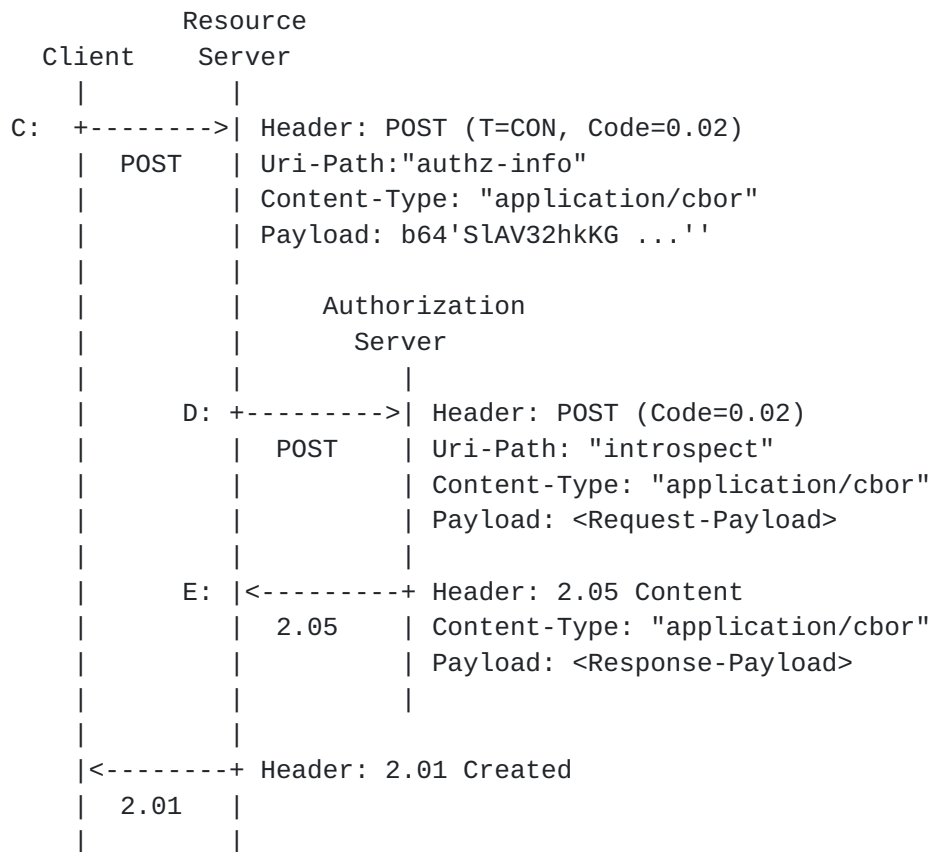 Resource
  Client    Server
     |         |
C:  +-------->| Header: POST (T=CON, Code=0.02)
     |  POST   | Uri-Path:"authz-info"
     |         | Content-Type: "application/cbor"
     |         | Payload: b64'SlAV32hkKG ...''
     |         |
     |         |     Authorization
     |         |       Server
     |         |          |
     |      D: +--------->| Header: POST (Code=0.02)
     |         |  POST    | Uri-Path: "introspect"
     |         |          | Content-Type: "application/cbor"
     |         |          | Payload: <Request-Payload>
     |         |          |
     |      E: |<---------+ Header: 2.05 Content
     |         |  2.05    | Content-Type: "application/cbor"
     |         |          | Payload: <Response-Payload>
     |         |          |
     |         |
     |<--------+ Header: 2.01 Created
     |  2.01   |
     |         |